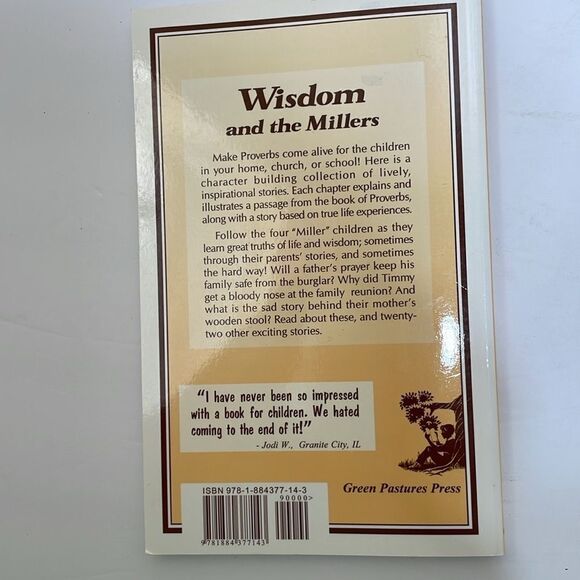 Wisdom
and the Millers
Make Proverbs come alive for the children
in your home, church, or school! Here is a
character building collection of lively,
inspirational stories. Each chapter explains and
illustrates a passage from the book of Proverbs,
along with a story based on true life experiences.
Follow the four "Miller" children as they
learn great truths of life and wisdom; sometimes
through their parents' stories, and sometimes
the hard way! Will a father's prayer keep his
family safe from the burglar? Why did Timmy
get a bloody nose at the family reunion? And
what is the sad story behind their mother's
wooden stool? Read about these, and twenty-
two other exciting stories.
"I have never been so impressed
with a book for children. We hated
coming to the end of it!"
- Jodi W., Granite City, IL
Green Pastures Press
ISBN 978-1-884377-14-3
90000>
9781884377143